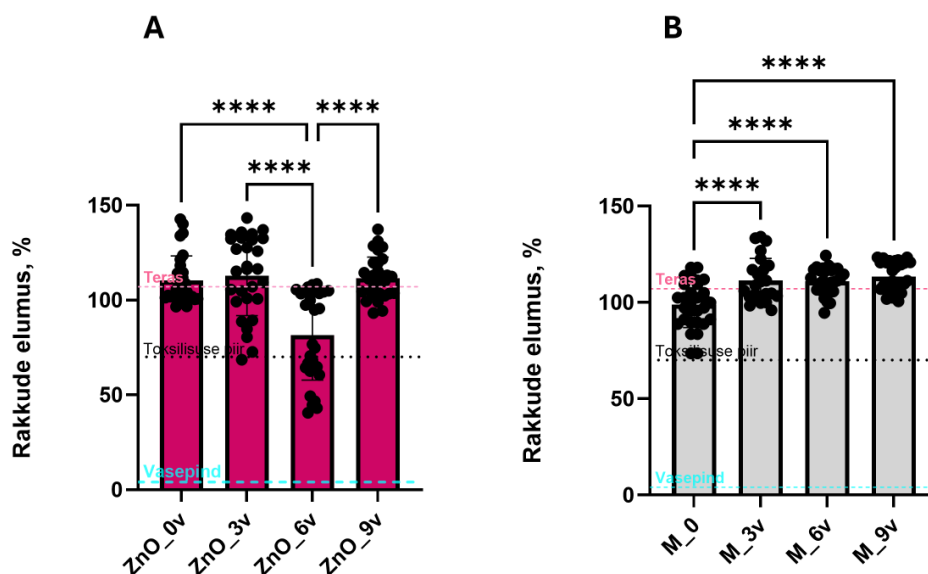 A
****
****
****
Rakkude elumus, %
150
100
50
0
Teras
Toksilisuse piir
Vasepind
ZnO_0v
ZnO_3v
ZnO_6v
ZnO_9v
B
****
****
****
Rakkude elumus, %
150
100
50
0
Teras
Toksilisuse piir
Vasepind
M_0
M_3v
M_6v
M_9v